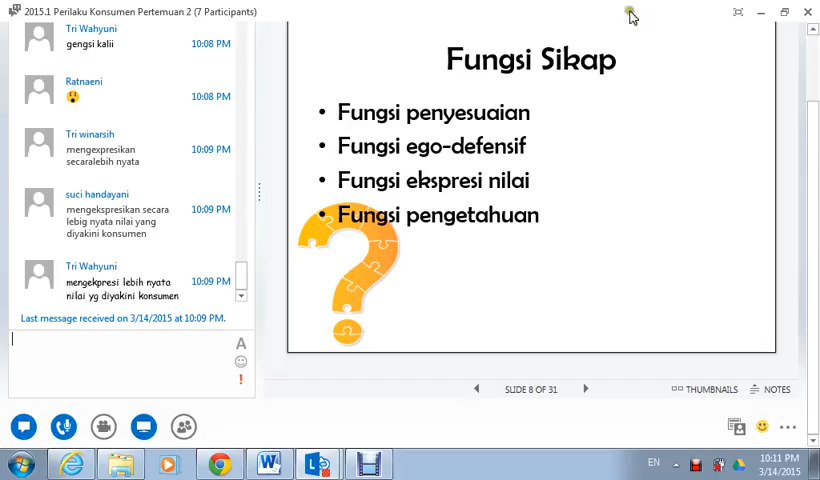 2015.1 Perilaku Konsumen Pertemuan 2 (7 Participants)
Tri Wahyuni
gengsi kalii
10:08 PM
Ratnaeni
10:08 PM
Tri winarsih
mengexpresikan
secaralebih nyata
10:09 PM
suci handayani
mengekspresikan secara
lebig nyata nilai yang
diyakini konsumen
10:09 PM
Tri Wahyuni
mengekpresi lebih nyata
nilai yg diyakini konsumen
10:09 PM
Last message received on 3/14/2015 at 10:09 PM.
A
!
Fungsi Sikap
• Fungsi penyesuaian
• Fungsi ego-defensif
• Fungsi ekspresi nilai
• Fungsi pengetahuan
SLIDE 8 OF 31
THUMBNAILS
NOTES
EN
10:11 PM
3/14/2015